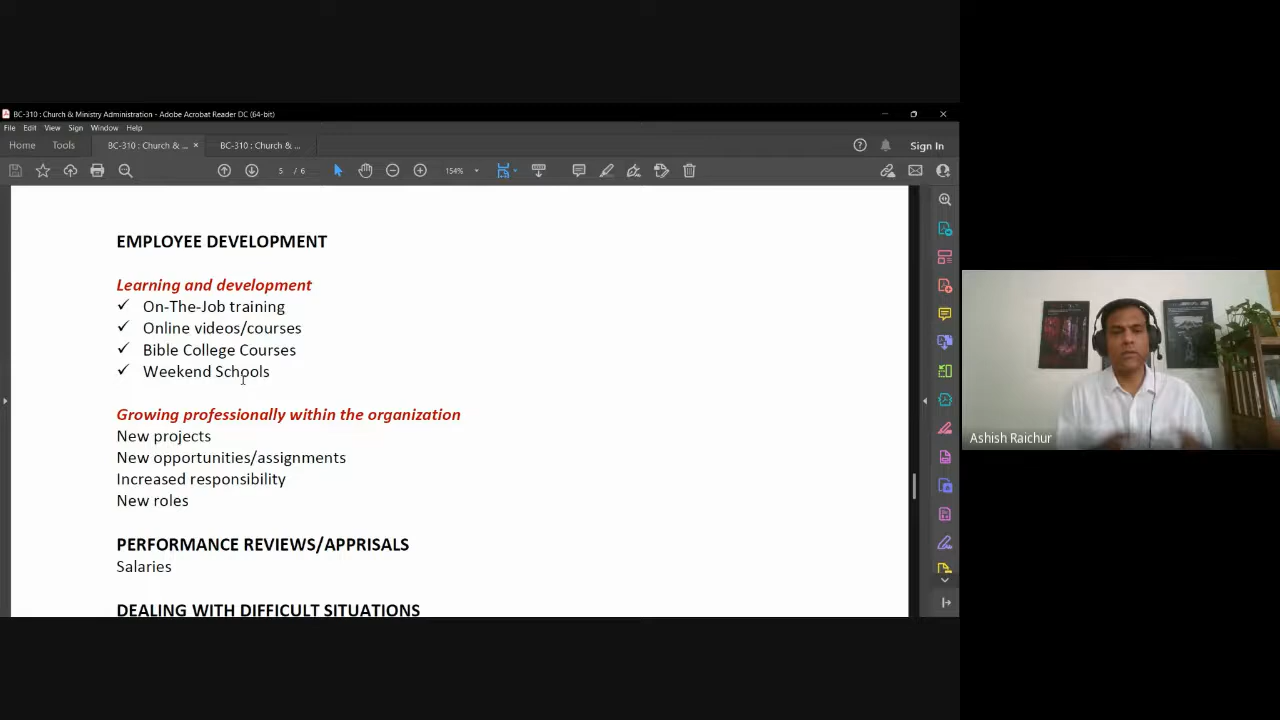 BC-310 : Church & Ministry Administration - Adobe Acrobat Reader DC (64-bit)
File Edit View Sign Window Help
Home Tools BC-310 : Church & ... × BC-310 : Church & ... Sign In
5 / 6 154%
EMPLOYEE DEVELOPMENT
Learning and development
✓ On-The-Job training
✓ Online videos/courses
✓ Bible College Courses
✓ Weekend Schools
Growing professionally within the organization
New projects
New opportunities/assignments
Increased responsibility
New roles
PERFORMANCE REVIEWS/APPRISALS
Salaries
DEALING WITH DIFFICULT SITUATIONS
Ashish Raichur